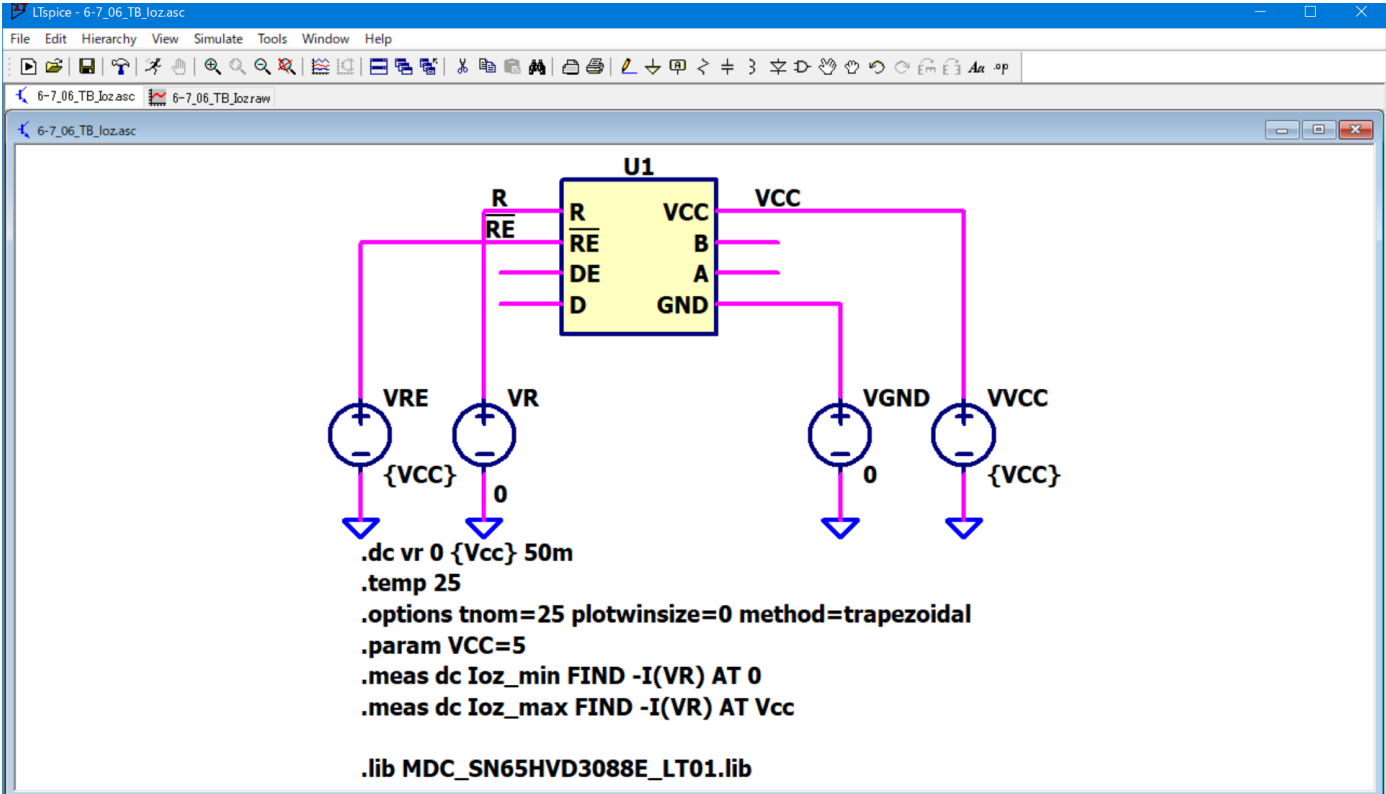 LTspice - 6-7_06_TB_Ioz.asc
File Edit Hierarchy View Simulate Tools Window Help
Aa .op
6-7_06_TB_Ioz.asc 6-7_06_TB_Ioz.raw
6-7_06_TB_Ioz.asc
U1
R VCC
R VCC
RE
RE B
DE A
D GND
VRE VR VGND VVCC
{VCC} 0 0 {VCC}
.dc vr 0 {Vcc} 50m
.temp 25
.options tnom=25 plotwinsize=0 method=trapezoidal
.param VCC=5
.meas dc Ioz_min FIND -I(VR) AT 0
.meas dc Ioz_max FIND -I(VR) AT Vcc
.lib MDC_SN65HVD3088E_LT01.lib